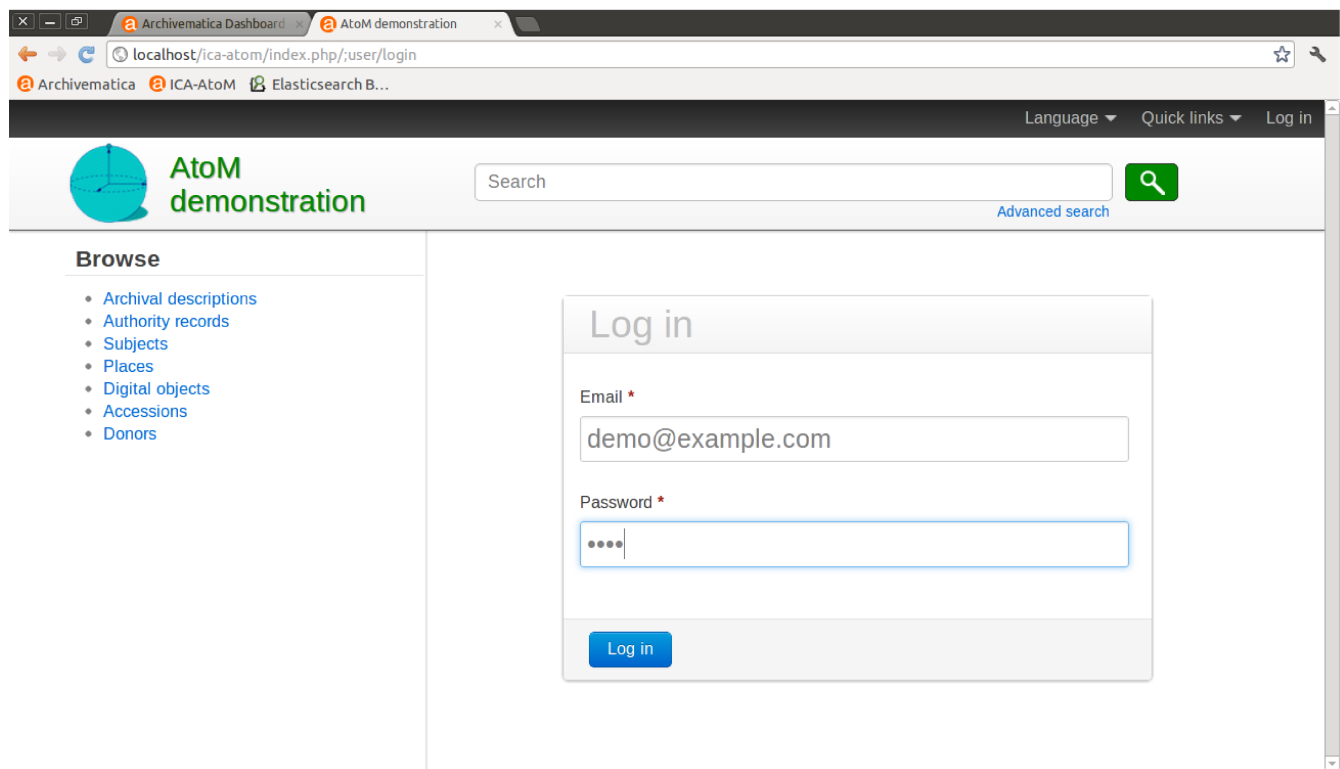 Archivematica Dashboard
AtoM demonstration
localhost/ica-atom/index.php/;user/login
Archivematica ICA-AtoM Elasticsearch B...
Language Quick links Log in
AtoM
demonstration
Search
Advanced search
Browse
Archival descriptions
Authority records
Subjects
Places
Digital objects
Accessions
Donors
Log in
Email *
demo@example.com
Password *
••••
Log in